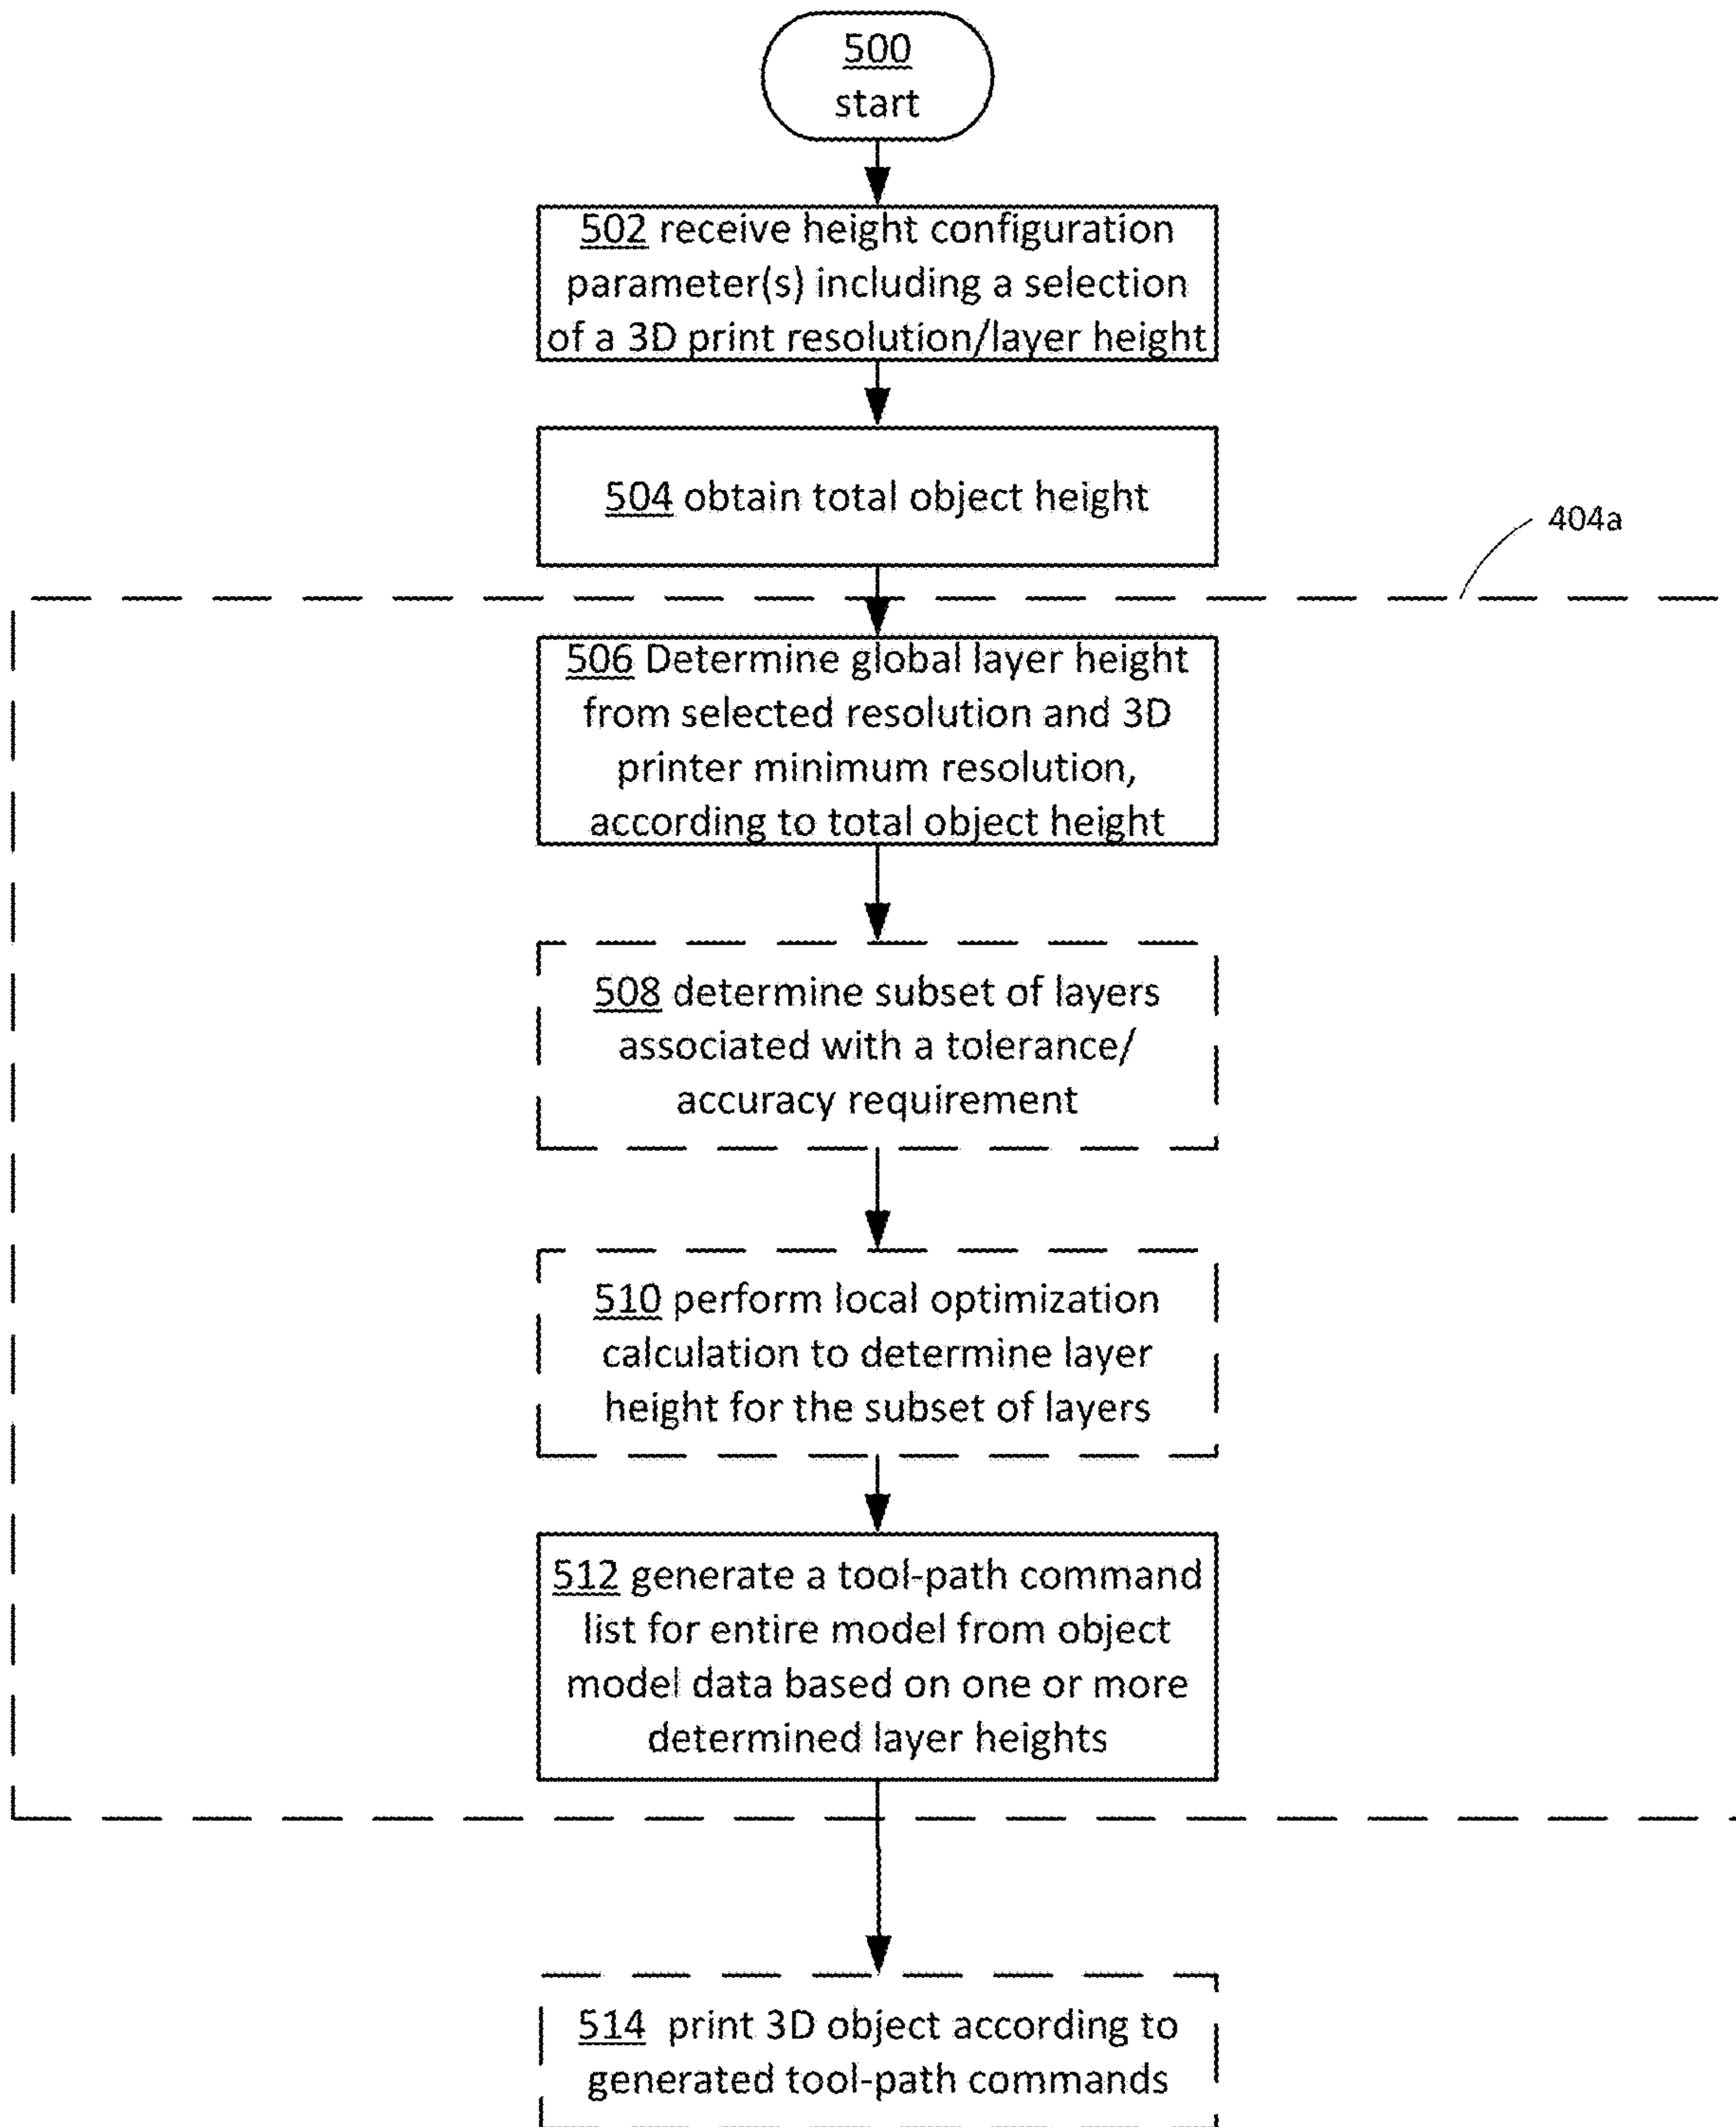 500
start
502 receive height configuration
parameter(s) including a selection
of a 3D print resolution/layer height
504 obtain total object height
404a
506 Determine global layer height
from selected resolution and 3D
printer minimum resolution,
according to total object height
508 determine subset of layers
associated with a tolerance/
accuracy requirement
510 perform local optimization
calculation to determine layer
height for the subset of layers
512 generate a tool-path command
list for entire model from object
model data based on one or more
determined layer heights
514 print 3D object according to
generated tool-path commands